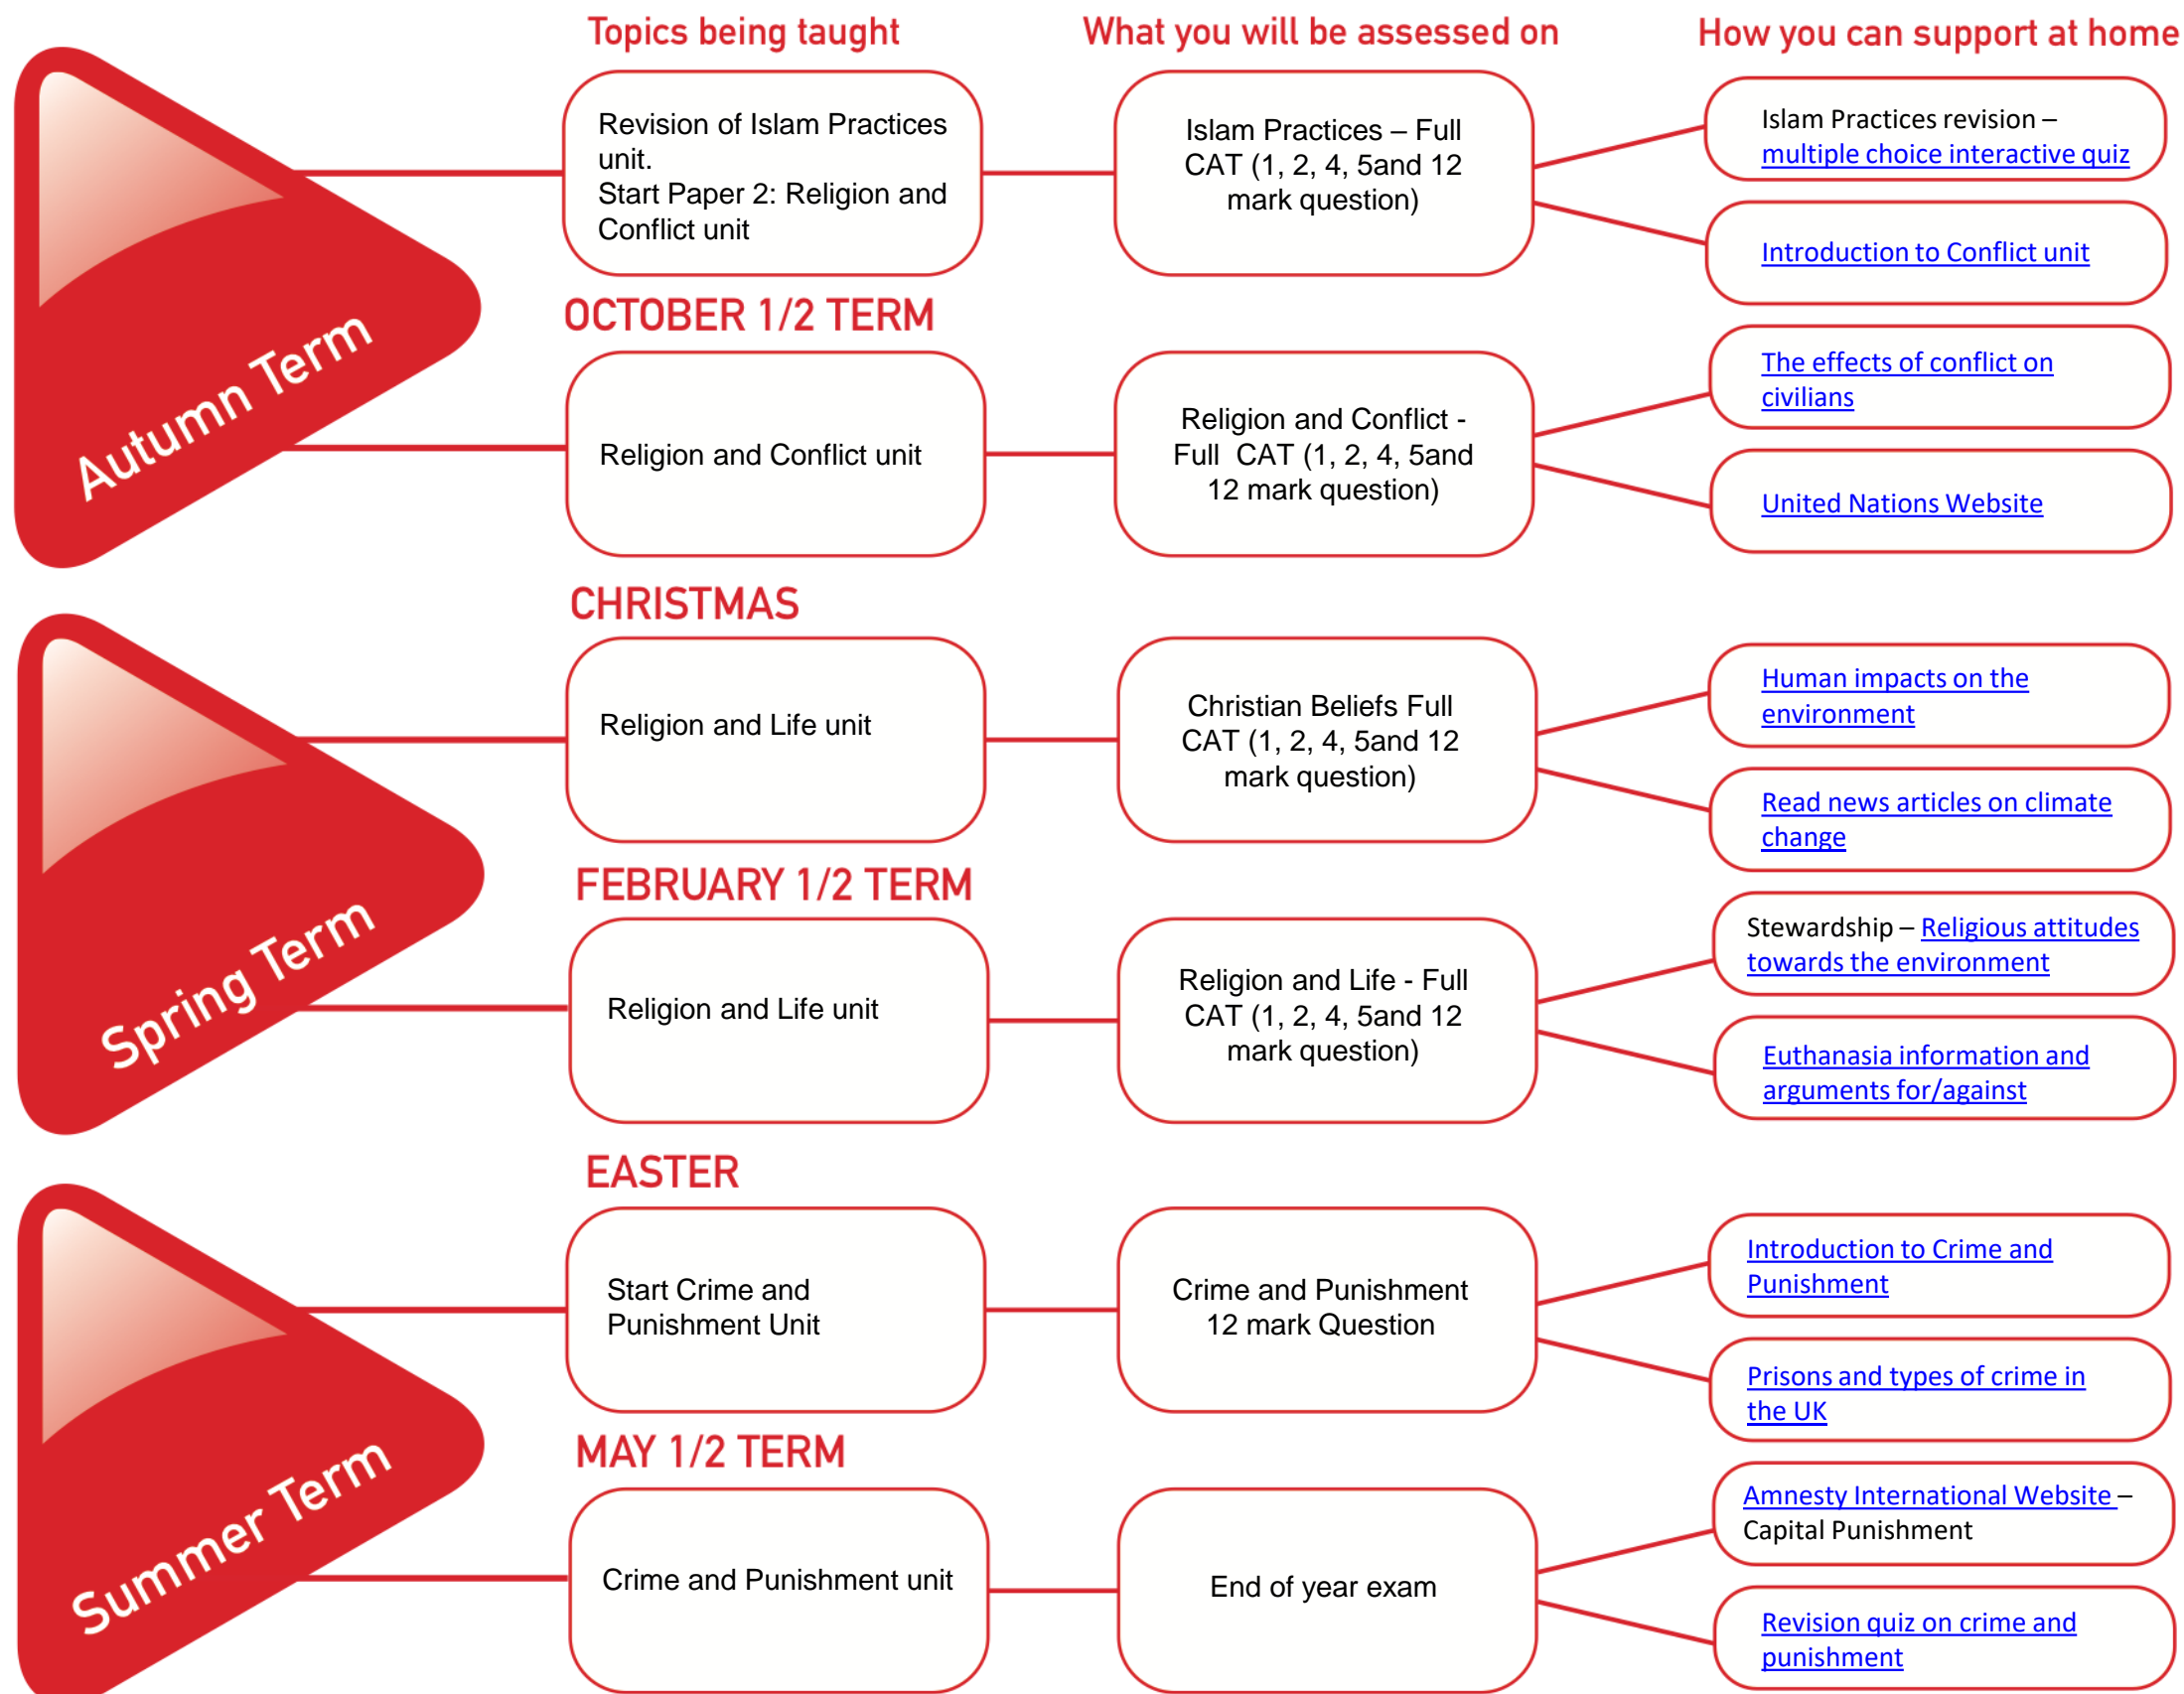 Topics being taught
What you will be assessed on
How you can support at home
Autumn Term
Revision of Islam Practices
unit.
Start Paper 2: Religion and
Conflict unit
Islam Practices – Full
CAT (1, 2, 4, 5and 12
mark question)
Islam Practices revision –
multiple choice interactive quiz
Introduction to Conflict unit
OCTOBER 1/2 TERM
Religion and Conflict unit
Religion and Conflict -
Full  CAT (1, 2, 4, 5and
12 mark question)
The effects of conflict on
civilians
United Nations Website
CHRISTMAS
Spring Term
Religion and Life unit
Christian Beliefs Full
CAT (1, 2, 4, 5and 12
mark question)
Human impacts on the
environment
Read news articles on climate
change
FEBRUARY 1/2 TERM
Religion and Life unit
Religion and Life - Full
CAT (1, 2, 4, 5and 12
mark question)
Stewardship – Religious attitudes
towards the environment
Euthanasia information and
arguments for/against
EASTER
Summer Term
Start Crime and
Punishment Unit
Crime and Punishment
12 mark Question
Introduction to Crime and
Punishment
Prisons and types of crime in
the UK
MAY 1/2 TERM
Crime and Punishment unit
End of year exam
Amnesty International Website –
Capital Punishment
Revision quiz on crime and
punishment